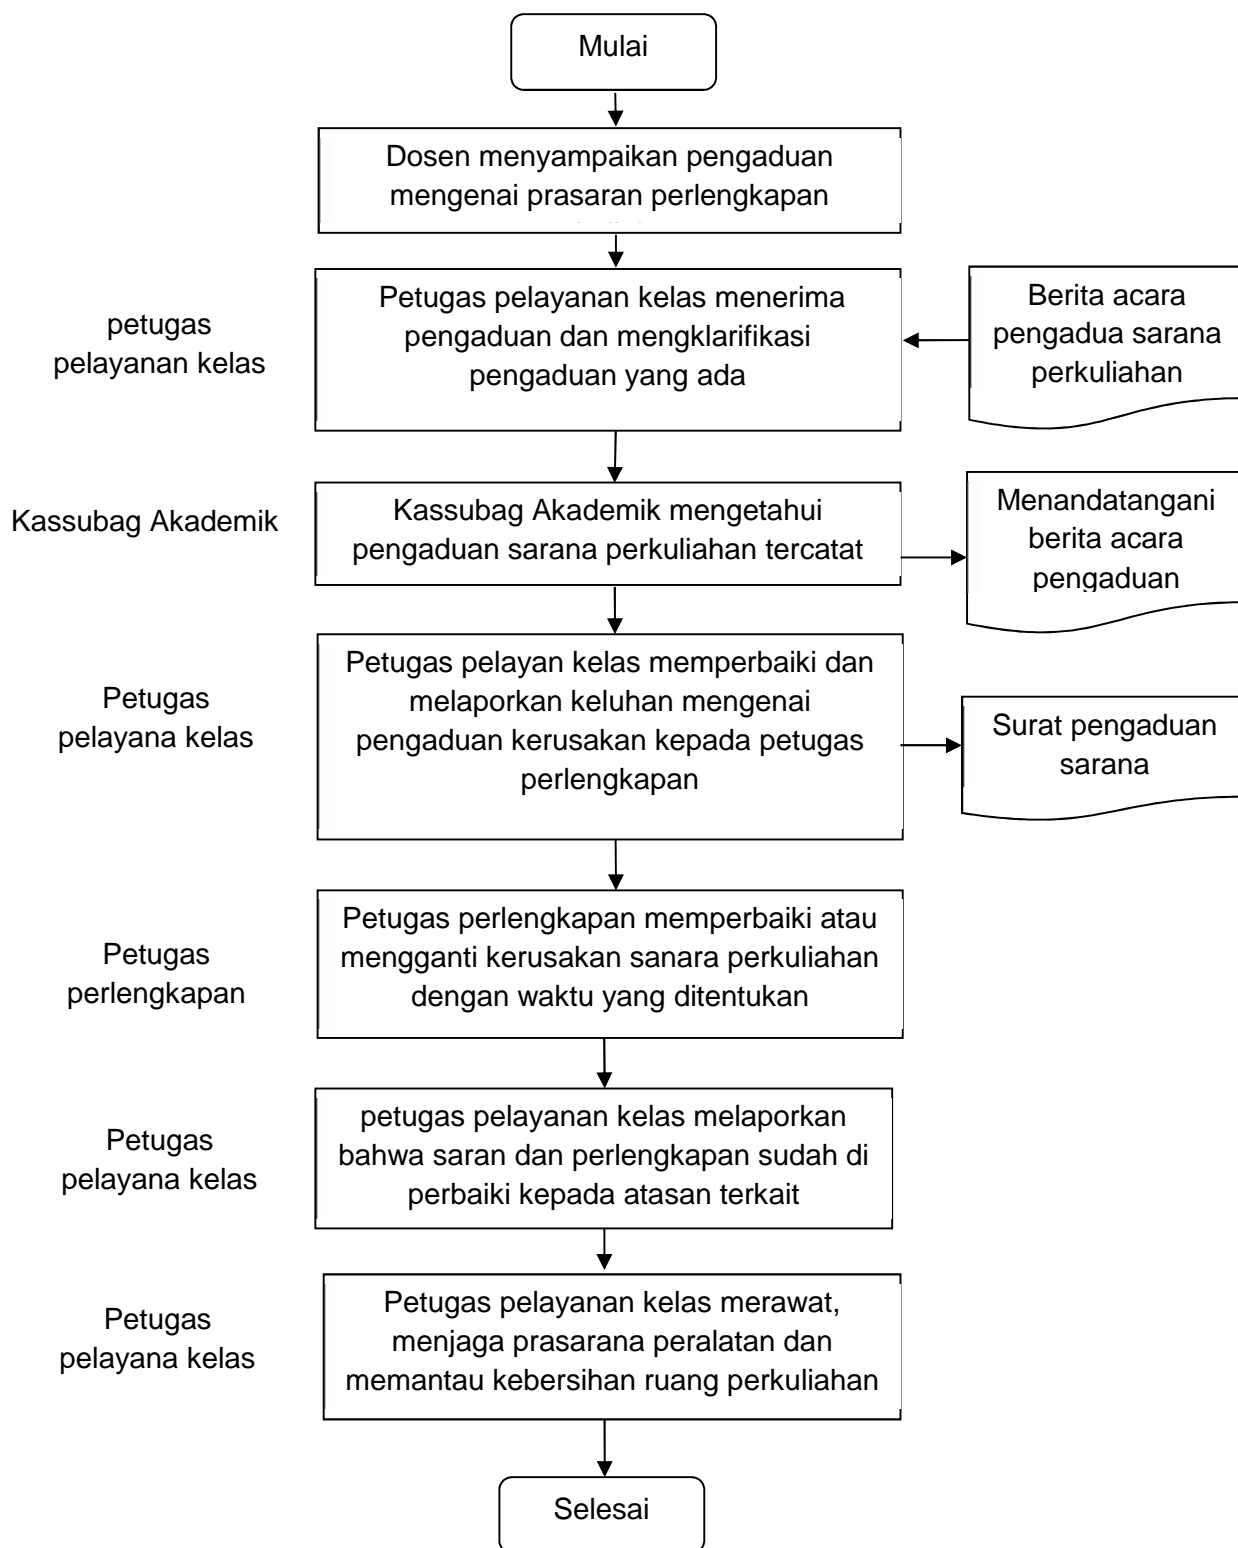 Mulai
Dosen menyampaikan pengaduan
mengenai prasaran perlengkapan
petugas
pelayanan kelas
Petugas pelayanan kelas menerima
pengaduan dan mengklarifikasi
pengaduan yang ada
Berita acara
pengadua sarana
perkuliahan
Kassubag Akademik
Kassubag Akademik mengetahui
pengaduan sarana perkuliahan tercatat
Menandatangani
berita acara
pengaduan
Petugas
pelayana kelas
Petugas pelayan kelas memperbaiki dan
melaporkan keluhan mengenai
pengaduan kerusakan kepada petugas
perlengkapan
Surat pengaduan
sarana
Petugas
perlengkapan
Petugas perlengkapan memperbaiki atau
mengganti kerusakan sanara perkuliahan
dengan waktu yang ditentukan
Petugas
pelayana kelas
petugas pelayanan kelas melaporkan
bahwa saran dan perlengkapan sudah di
perbaiki kepada atasan terkait
Petugas
pelayana kelas
Petugas pelayanan kelas merawat,
menjaga prasarana peralatan dan
memantau kebersihan ruang perkuliahan
Selesai